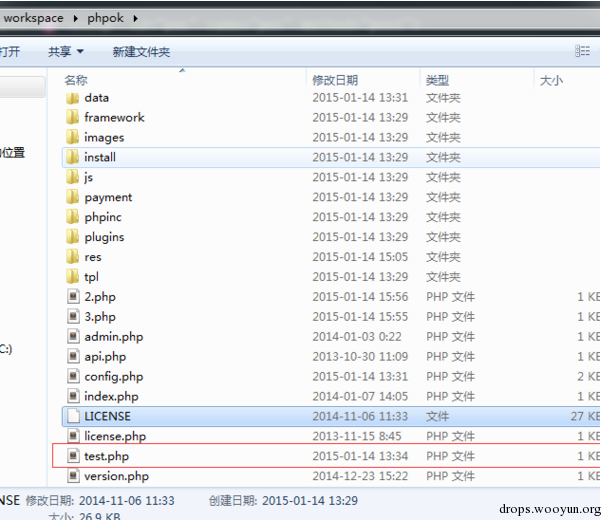 workspace ▸ phpok ▸
打开 共享 ▼ 新建文件夹
名称 修改日期 类型 大小
data 2015-01-14 13:31 文件夹
framework 2015-01-14 13:29 文件夹
images 2015-01-14 13:29 文件夹
的位置 install 2015-01-14 13:29 文件夹
js 2015-01-14 13:29 文件夹
payment 2015-01-14 13:29 文件夹
phpinc 2015-01-14 13:29 文件夹
plugins 2015-01-14 13:29 文件夹
res 2015-01-14 15:05 文件夹
tpl 2015-01-14 13:29 文件夹
2.php 2015-01-14 15:56 PHP 文件 1 KB
3.php 2015-01-14 15:55 PHP 文件 1 KB
admin.php 2014-01-03 0:22 PHP 文件 1 KB
C:) api.php 2013-10-30 11:09 PHP 文件 1 KB
config.php 2015-01-14 13:31 PHP 文件 2 KB
index.php 2014-01-07 14:05 PHP 文件 1 KB
LICENSE 2014-11-06 11:33 文件 27 KB
license.php 2013-11-15 8:45 PHP 文件 1 KB
test.php 2015-01-14 13:34 PHP 文件 1 KB
version.php 2014-12-23 15:22 PHP 文件 1 KB
NSE 修改日期: 2014-11-06 11:33 创建日期: 2015-01-14 13:29
大小: 26.9 KB
drops.wooyun.org